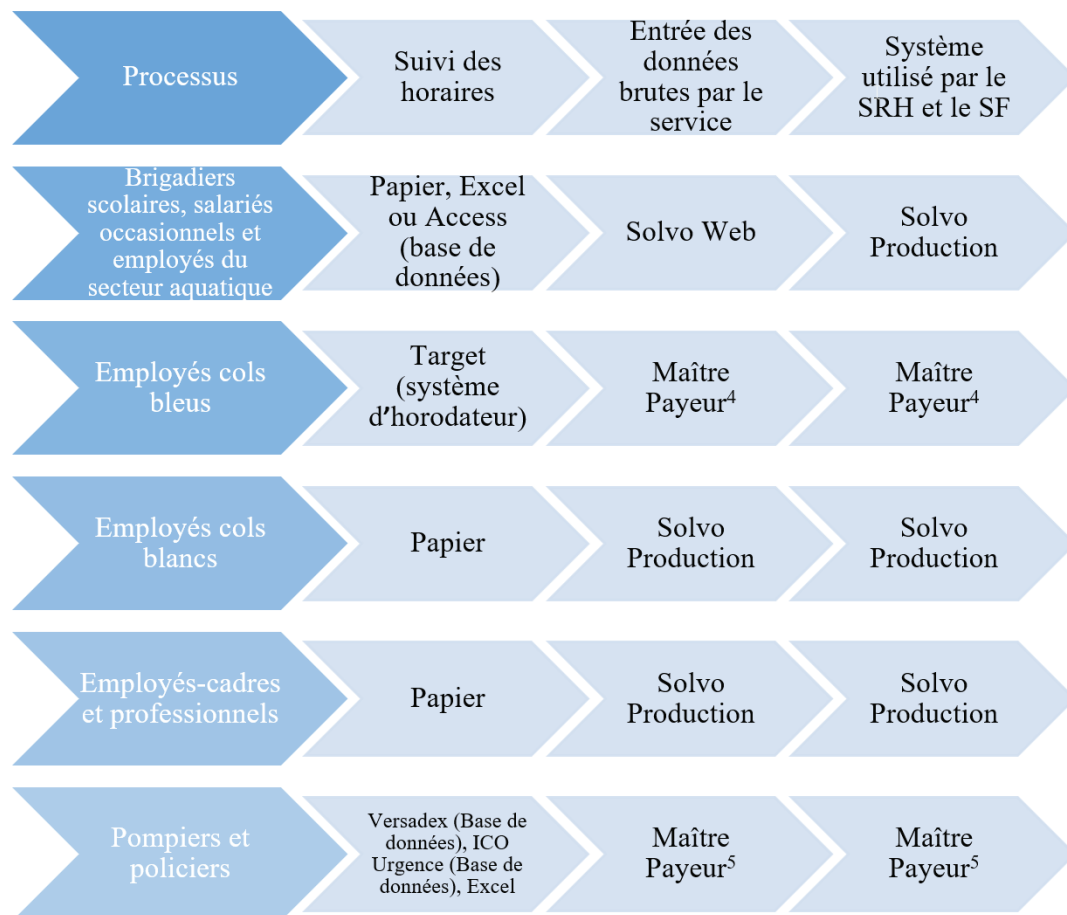 Processus
Suivi des
horaires
Entrée des
données
brutes par le
service
Système
utilisé par le
SRH et le SF
Brigadiers
scolaires, salariés
occasionnels et
employés du
secteur aquatique
Papier, Excel
ou Access
(base de
données)
Solvo Web
Solvo
Production
Employés cols
bleus
Target
(système
d'horodateur)
Maître
Payeur⁴
Maître
Payeur⁴
Employés cols
blancs
Papier
Solvo
Production
Solvo
Production
Employés-cadres
et professionnels
Papier
Solvo
Production
Solvo
Production
Pompiers et
policiers
Versadex (Base de
données), ICO
Urgence (Base de
données), Excel
Maître
Payeur⁵
Maître
Payeur⁵